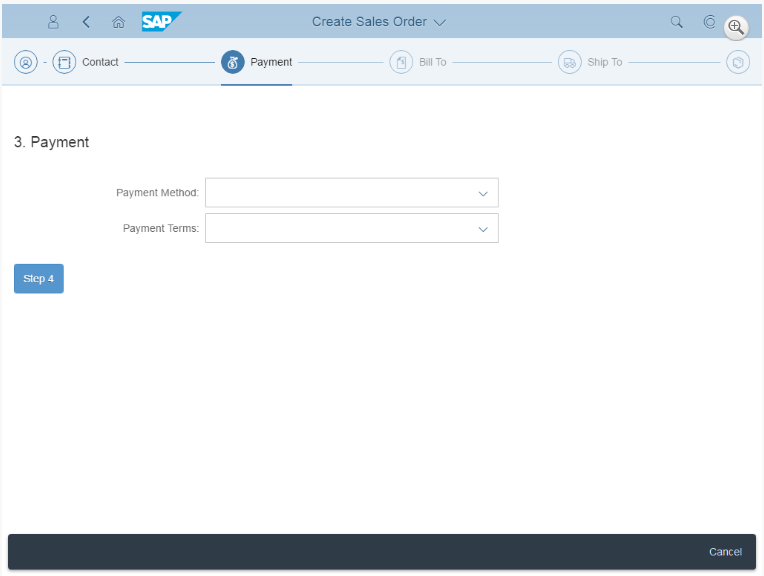 SAP Create Sales Order
- Contact Payment Bill To Ship To
3. Payment
Payment Method:
Payment Terms:
Step 4
Cancel